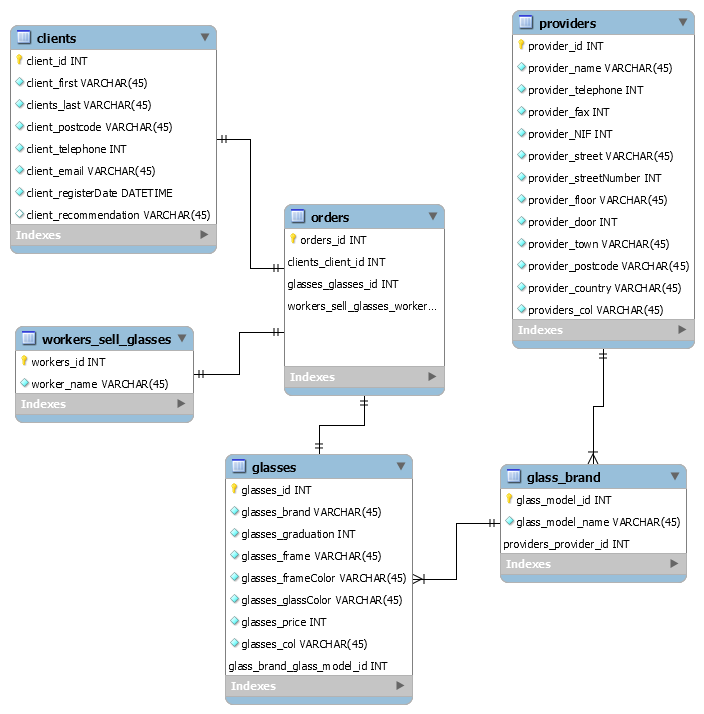 clients
client_id INT
client_first VARCHAR(45)
clients_last VARCHAR(45)
client_postcode VARCHAR(45)
client_telephone INT
client_email VARCHAR(45)
client_registerDate DATETIME
client_recommendation VARCHAR(45)
Indexes
providers
provider_id INT
provider_name VARCHAR(45)
provider_telephone INT
provider_fax INT
provider_NIF INT
provider_street VARCHAR(45)
provider_streetNumber INT
provider_floor VARCHAR(45)
provider_door INT
provider_town VARCHAR(45)
provider_postcode VARCHAR(45)
provider_country VARCHAR(45)
providers_col VARCHAR(45)
Indexes
orders
orders_id INT
clients_client_id INT
glasses_glasses_id INT
workers_sell_glasses_worker...
Indexes
workers_sell_glasses
workers_id INT
worker_name VARCHAR(45)
Indexes
glasses
glasses_id INT
glasses_brand VARCHAR(45)
glasses_graduation INT
glasses_frame VARCHAR(45)
glasses_frameColor VARCHAR(45)
glasses_glassColor VARCHAR(45)
glasses_price INT
glasses_col VARCHAR(45)
glass_brand_glass_model_id INT
Indexes
glass_brand
glass_model_id INT
glass_model_name VARCHAR(45)
providers_provider_id INT
Indexes